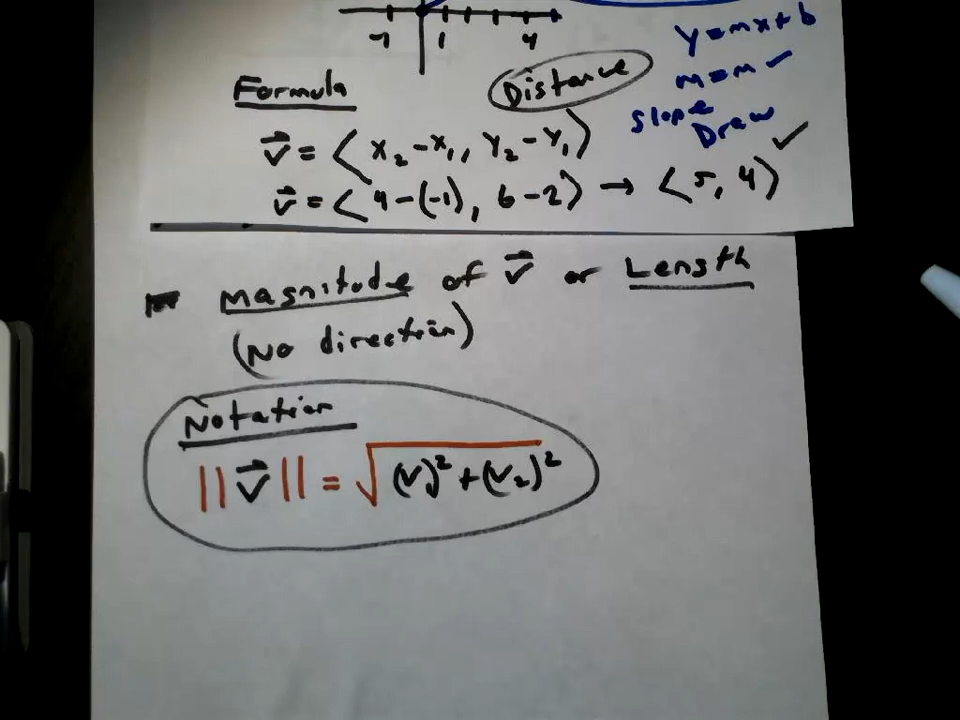 -1 1 4
y=mx+b
m=m ✓
slope
Draw
Distance
Formula
v⃗ = ⟨x₂-x₁, y₂-y₁⟩
v⃗ = ⟨4-(-1), 6-2⟩ → ⟨5, 4⟩ ✓
- Magnitude of v⃗ or Length
(No direction)
Notation
||v⃗|| = √(v₁)²+(v₂)²